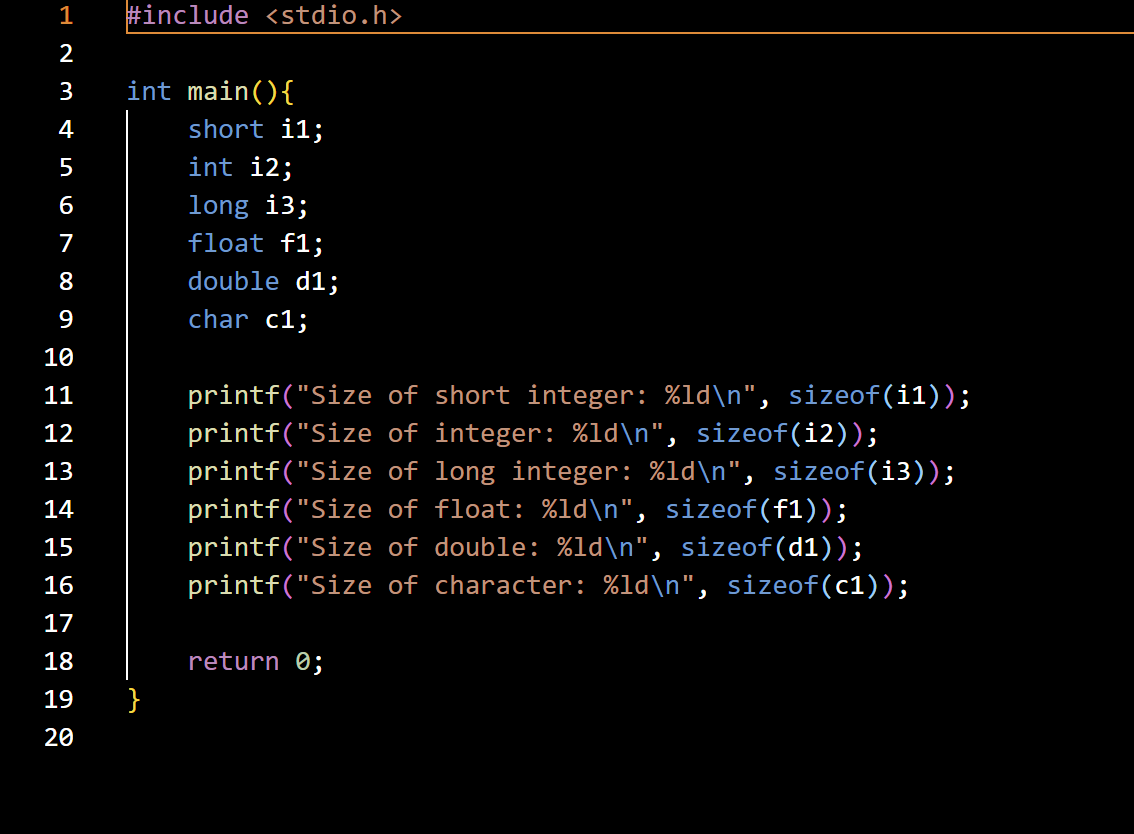 1 #include <stdio.h>
2
3 int main(){
4     short i1;
5     int i2;
6     long i3;
7     float f1;
8     double d1;
9     char c1;
10
11     printf("Size of short integer: %ld\n", sizeof(i1));
12     printf("Size of integer: %ld\n", sizeof(i2));
13     printf("Size of long integer: %ld\n", sizeof(i3));
14     printf("Size of float: %ld\n", sizeof(f1));
15     printf("Size of double: %ld\n", sizeof(d1));
16     printf("Size of character: %ld\n", sizeof(c1));
17
18     return 0;
19 }
20